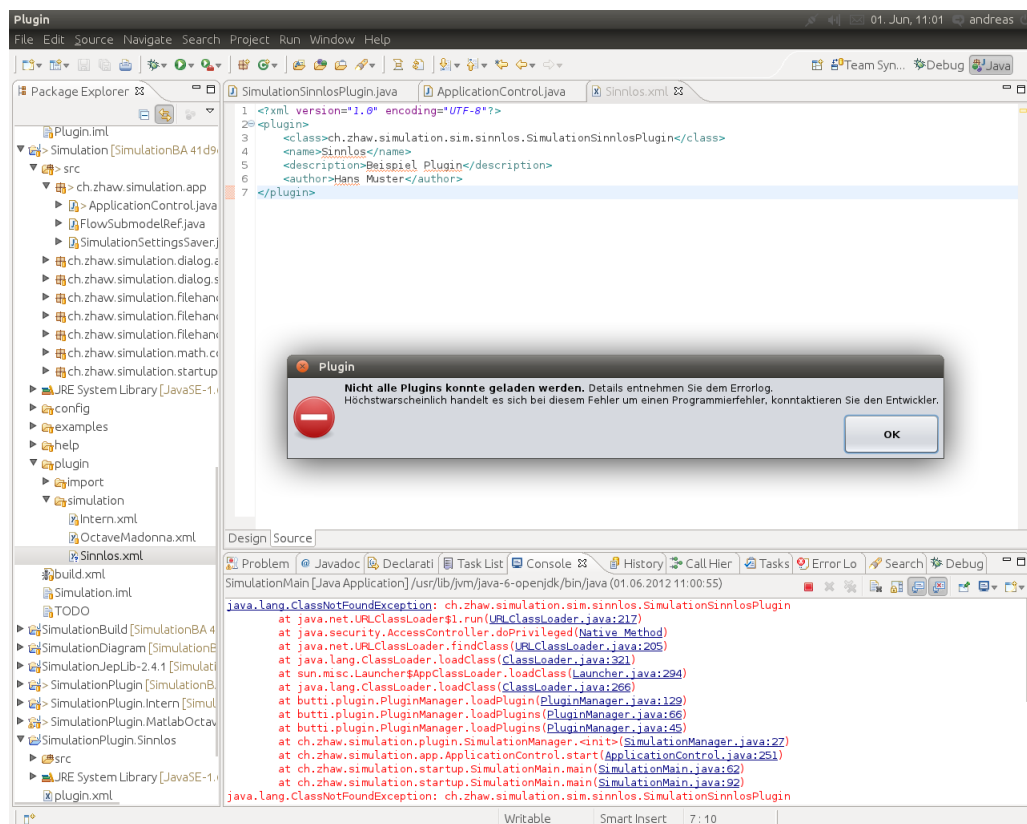 Plugin
01. Jun, 11:01 andreas
File Edit Source Navigate Search Project Run Window Help
Team Syn... Debug Java
Package Explorer
Plugin.iml
> Simulation [SimulationBA 41d9
> src
> ch.zhaw.simulation.app
> ApplicationControl.java
FlowSubmodelRef.java
SimulationSettingsSaver.j
ch.zhaw.simulation.dialog.a
ch.zhaw.simulation.dialog.s
ch.zhaw.simulation.filehand
ch.zhaw.simulation.filehand
ch.zhaw.simulation.filehand
ch.zhaw.simulation.math.co
ch.zhaw.simulation.startup
JRE System Library [JavaSE-1.
config
examples
help
plugin
import
simulation
Intern.xml
OctaveMadonna.xml
Sinnlos.xml
build.xml
Simulation.iml
TODO
SimulationBuild [SimulationBA 4
SimulationDiagram [SimulationB
SimulationJepLib-2.4.1 [Simulati
> SimulationPlugin [SimulationB.
> SimulationPlugin.Intern [Simul
> SimulationPlugin.MatlabOctav
SimulationPlugin.Sinnlos
src
JRE System Library [JavaSE-1.
plugin.xml
SimulationSinnlosPlugin.java ApplicationControl.java Sinnlos.xml
1 <?xml version="1.0" encoding="UTF-8"?>
2 <plugin>
3 <class>ch.zhaw.simulation.sim.sinnlos.SimulationSinnlosPlugin</class>
4 <name>Sinnlos</name>
5 <description>Beispiel Plugin</description>
6 <author>Hans Muster</author>
7 </plugin>
Plugin
Nicht alle Plugins konnte geladen werden. Details entnehmen Sie dem Errorlog.
Höchstwarscheinlich handelt es sich bei diesem Fehler um einen Programmierfehler, konntaktieren Sie den Entwickler.
OK
Design Source
Problem Javadoc Declarati Task List Console History Call Hier Tasks Error Lo Search Debug
SimulationMain [Java Application] /usr/lib/jvm/java-6-openjdk/bin/java (01.06.2012 11:00:55)
java.lang.ClassNotFoundException: ch.zhaw.simulation.sim.sinnlos.SimulationSinnlosPlugin
at java.net.URLClassLoader$1.run(URLClassLoader.java:217)
at java.security.AccessController.doPrivileged(Native Method)
at java.net.URLClassLoader.findClass(URLClassLoader.java:205)
at java.lang.ClassLoader.loadClass(ClassLoader.java:321)
at sun.misc.Launcher$AppClassLoader.loadClass(Launcher.java:294)
at java.lang.ClassLoader.loadClass(ClassLoader.java:266)
at butti.plugin.PluginManager.loadPlugin(PluginManager.java:129)
at butti.plugin.PluginManager.loadPlugins(PluginManager.java:66)
at butti.plugin.PluginManager.loadPlugins(PluginManager.java:45)
at ch.zhaw.simulation.plugin.SimulationManager.<init>(SimulationManager.java:27)
at ch.zhaw.simulation.app.ApplicationControl.start(ApplicationControl.java:251)
at ch.zhaw.simulation.startup.SimulationMain.main(SimulationMain.java:62)
at ch.zhaw.simulation.startup.SimulationMain.main(SimulationMain.java:92)
java.lang.ClassNotFoundException: ch.zhaw.simulation.sim.sinnlos.SimulationSinnlosPlugin
Writable Smart Insert 7 : 10